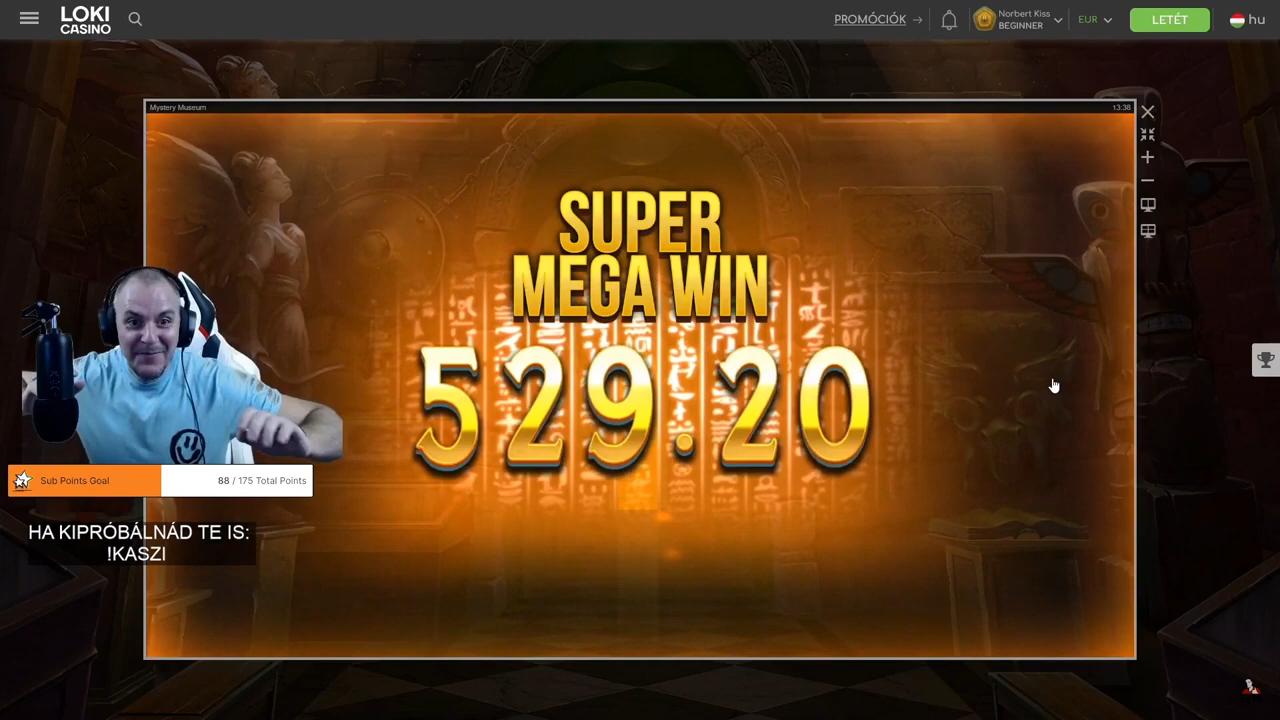 LOKI
CASINO
PROMÓCIÓK
Norbert Kiss
BEGINNER
EUR
LETÉT
hu
Mystery Museum
13:38
SUPER
MEGA WIN
529.20
Sub Points Goal
88 / 175 Total Points
HA KIPRÓBÁLNÁD TE IS:
!KASZI